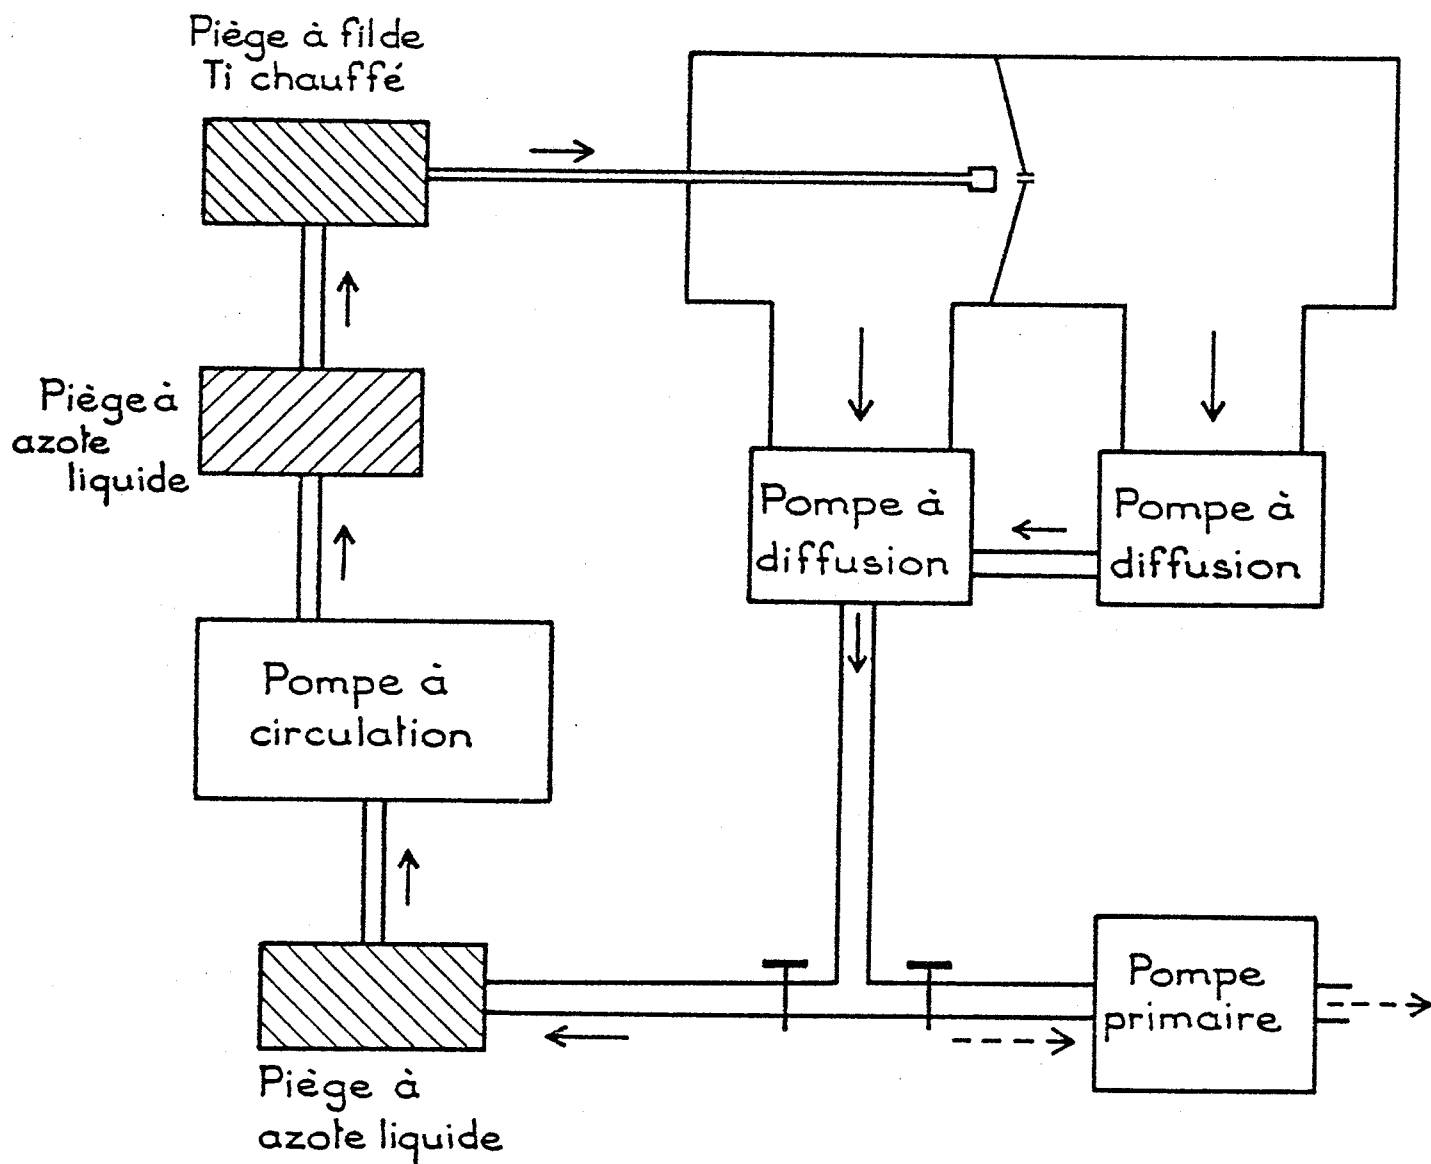 Piège à filde
Ti chauffé
Piège à
azote
liquide
Pompe à
diffusion
Pompe à
diffusion
Pompe à
circulation
Pompe
primaire
Piège à
azote liquide